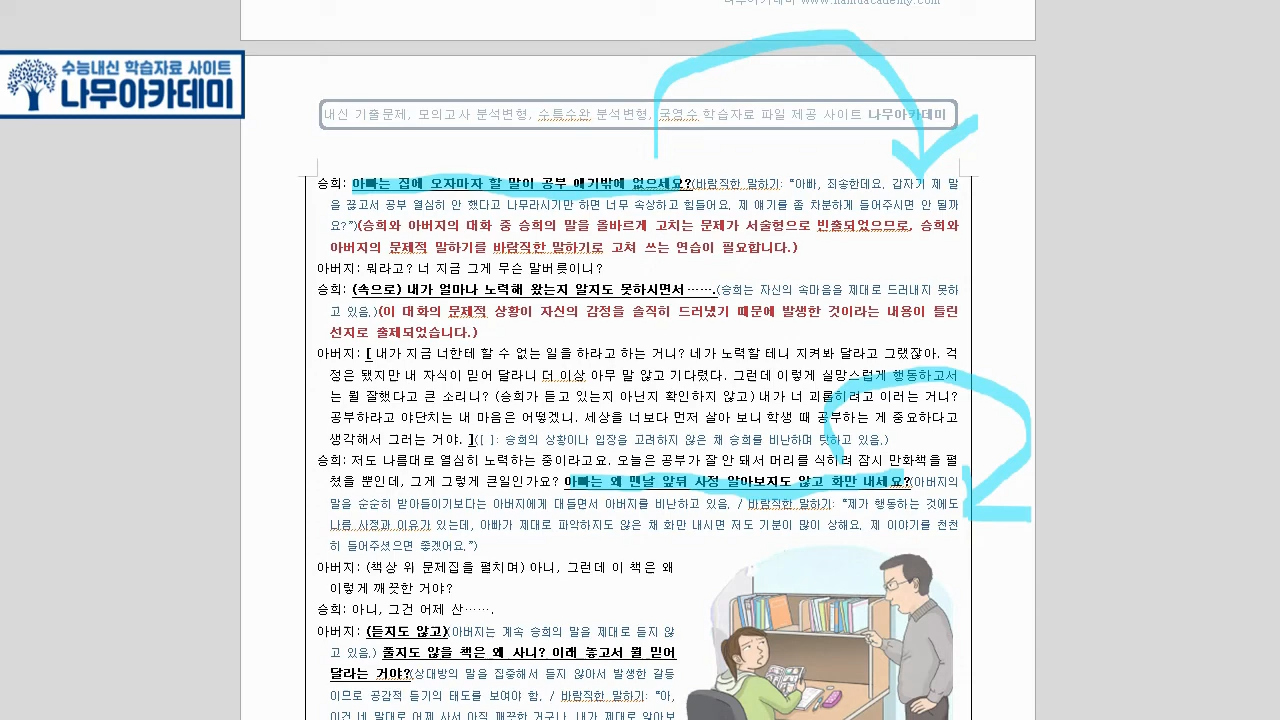 나무아카데미 www.namuacademy.com
수능내신 학습자료 사이트
나무아카데미
내신 기출문제, 모의고사 분석변형, 수특수완 분석변형, 국영수 학습자료 파일 제공 사이트 나무아카데미
승희: 아빠는 집에 오자마자 할 말이 공부 얘기밖에 없으세요?(바람직한 말하기: “아빠, 죄송한데요. 갑자기 제 말
을 끊고서 공부 열심히 안 했다고 나무라시기만 하면 너무 속상하고 힘들어요. 제 얘기를 좀 차분하게 들어주시면 안 될까
요?”)(승희와 아버지의 대화 중 승희의 말을 올바르게 고치는 문제가 서술형으로 빈출되었으므로, 승희와
아버지의 문제적 말하기를 바람직한 말하기로 고쳐 쓰는 연습이 필요합니다.)
아버지: 뭐라고? 너 지금 그게 무슨 말버릇이니?
승희: (속으로) 내가 얼마나 노력해 왔는지 알지도 못하시면서…….(승희는 자신의 속마음을 제대로 드러내지 못하
고 있음.)(이 대화의 문제적 상황이 자신의 감정을 솔직히 드러냈기 때문에 발생한 것이라는 내용이 틀린
선지로 출제되었습니다.)
아버지: [ 내가 지금 너한테 할 수 없는 일을 하라고 하는 거니? 네가 노력할 테니 지켜봐 달라고 그랬잖아. 걱
정은 됐지만 내 자식이 믿어 달라니 더 이상 아무 말 않고 기다렸다. 그런데 이렇게 실망스럽게 행동하고서
는 뭘 잘했다고 큰 소리니? (승희가 듣고 있는지 아닌지 확인하지 않고) 내가 너 괴롭히려고 이러는 거니?
공부하라고 야단치는 내 마음은 어떻겠니. 세상을 너보다 먼저 살아 보니 학생 때 공부하는 게 중요하다고
생각해서 그러는 거야. ]([ ]: 승희의 상황이나 입장을 고려하지 않은 채 승희를 비난하며 탓하고 있음.)
승희: 저도 나름대로 열심히 노력하는 중이라고요. 오늘은 공부가 잘 안 돼서 머리를 식히려 잠시 만화책을 펼
쳤을 뿐인데, 그게 그렇게 큰일인가요? 아빠는 왜 맨날 앞뒤 사정 알아보지도 않고 화만 내세요?(아버지의
말을 순순히 받아들이기보다는 아버지에게 대들면서 아버지를 비난하고 있음. / 바람직한 말하기: “제가 행동하는 것에도
나름 사정과 이유가 있는데, 아빠가 제대로 파악하지도 않은 채 화만 내시면 저도 기분이 많이 상해요. 제 이야기를 천천
히 들어주셨으면 좋겠어요.”)
아버지: (책상 위 문제집을 펼치며) 아니, 그런데 이 책은 왜
이렇게 깨끗한 거야?
승희: 아니, 그건 어제 산…….
아버지: (듣지도 않고)(아버지는 계속 승희의 말을 제대로 듣지 않
고 있음.) 풀지도 않을 책은 왜 사니? 이래 놓고서 뭘 믿어
달라는 거야?(상대방의 말을 집중해서 듣지 않아서 발생한 갈등
이므로 공감적 듣기의 태도를 보여야 함. / 바람직한 말하기: “아,
이건 네 말대로 어제 사서 아직 깨끗한 거구나. 내가 제대로 알아보